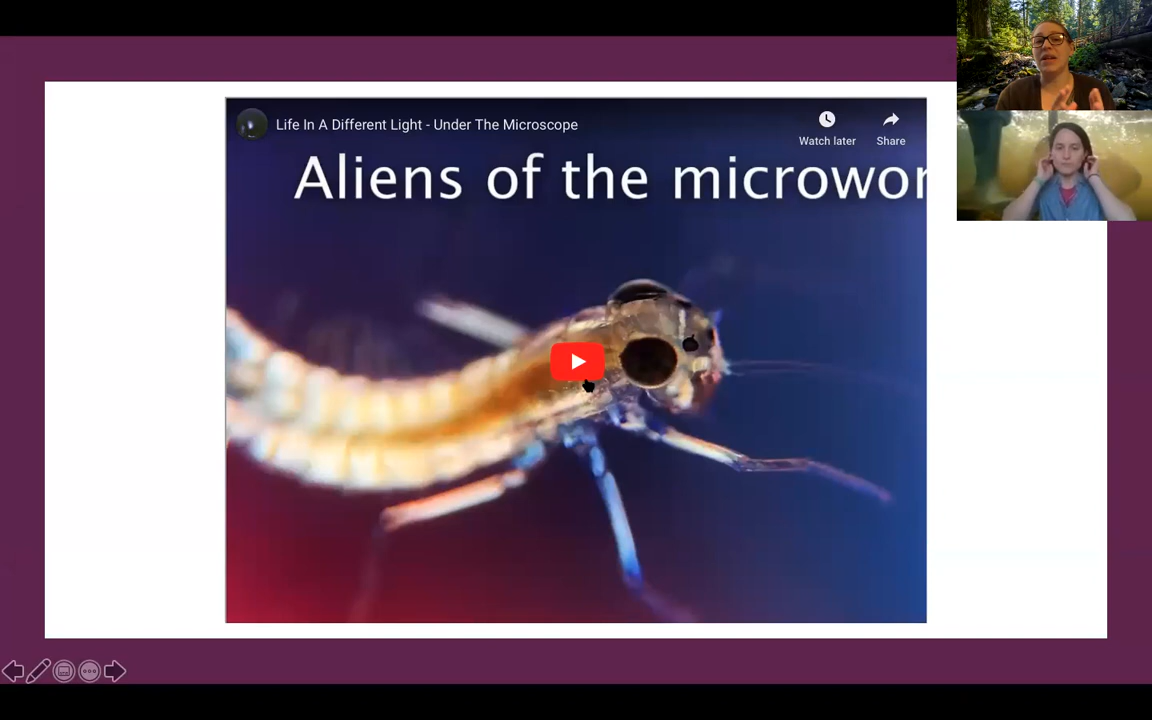 Life In A Different Light - Under The Microscope
Watch later
Share
Aliens of the microwor